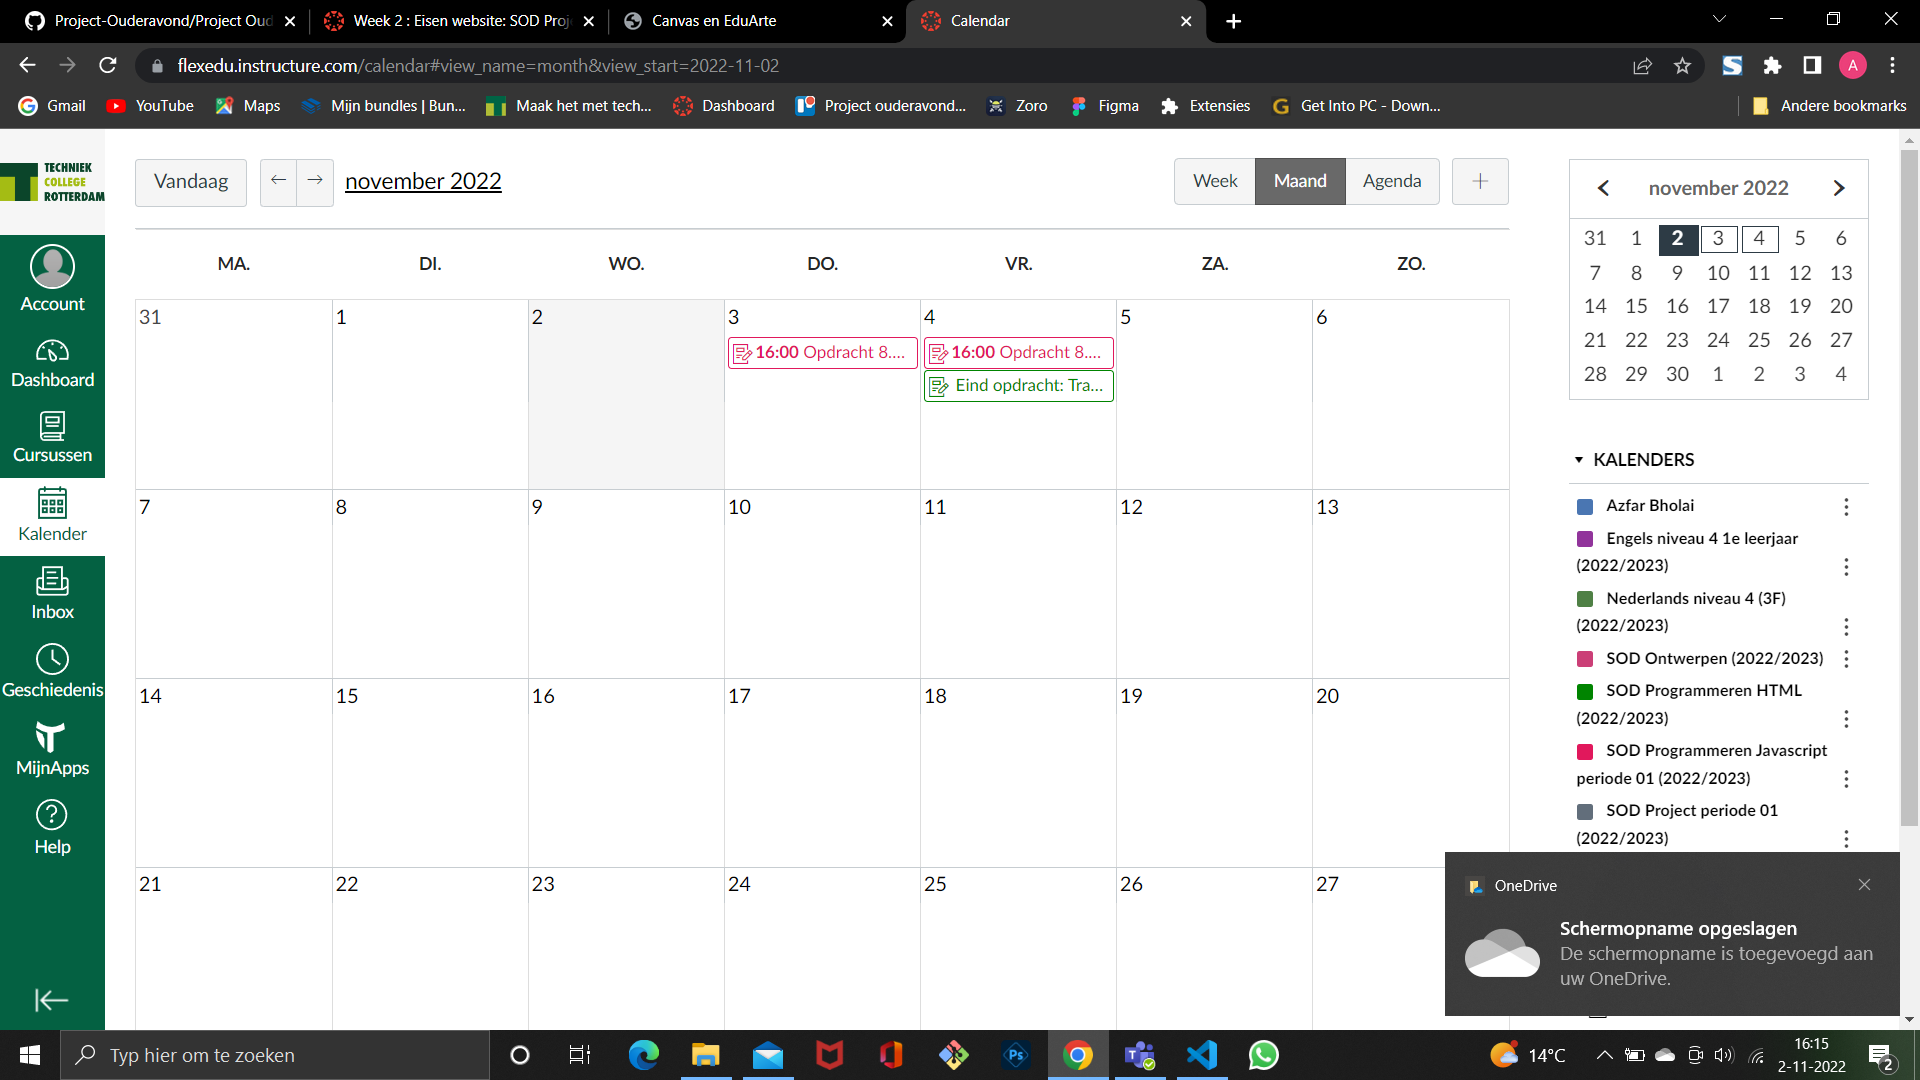 Project-Ouderavond/Project Oud
Week 2 : Eisen website: SOD Proj
Canvas en EduArte
Calendar
flexedu.instructure.com/calendar#view_name=month&view_start=2022-11-02
A
Gmail
YouTube
Maps
Mijn bundles | Bun...
Maak het met tech...
Dashboard
Project ouderavond...
Zoro
Figma
Extensies
Get Into PC - Down...
Andere bookmarks
TECHNIEK
COLLEGE
ROTTERDAM
Account
Dashboard
Cursussen
Kalender
Inbox
Geschiedenis
MijnApps
Help
Vandaag
november 2022
Week Maand Agenda
MA. DI. WO. DO. VR. ZA. ZO.
31 1 2 3 4 5 6
16:00 Opdracht 8....
16:00 Opdracht 8....
Eind opdracht: Tra...
7 8 9 10 11 12 13
14 15 16 17 18 19 20
21 22 23 24 25 26 27
november 2022
31 1 2 3 4 5 6
7 8 9 10 11 12 13
14 15 16 17 18 19 20
21 22 23 24 25 26 27
28 29 30 1 2 3 4
KALENDERS
Azfar Bholai
Engels niveau 4 1e leerjaar
(2022/2023)
Nederlands niveau 4 (3F)
(2022/2023)
SOD Ontwerpen (2022/2023)
SOD Programmeren HTML
(2022/2023)
SOD Programmeren Javascript
periode 01 (2022/2023)
SOD Project periode 01
(2022/2023)
OneDrive
Schermopname opgeslagen
De schermopname is toegevoegd aan
uw OneDrive.
Typ hier om te zoeken
Ps
14°C
16:15
2-11-2022
2